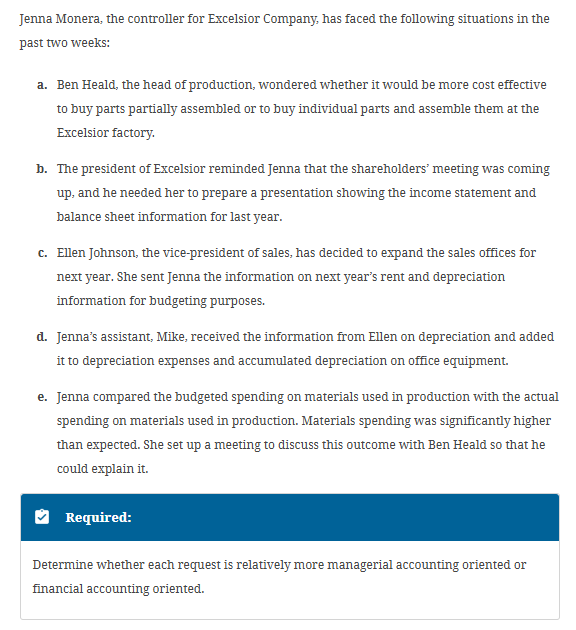 Jenna Monera, the controller for Excelsior Company, has faced the following situations in the
past two weeks:
a. Ben Heald, the head of production, wondered whether it would be more cost effective
to buy parts partially assembled or to buy individual parts and assemble them at the
Excelsior factory.
b. The president of Excelsior reminded Jenna that the shareholders’ meeting was coming
up, and he needed her to prepare a presentation showing the income statement and
balance sheet information for last year.
c. Ellen Johnson, the vice-president of sales, has decided to expand the sales offices for
next year. She sent Jenna the information on next year’s rent and depreciation
information for budgeting purposes.
d. Jenna’s assistant, Mike, received the information from Ellen on depreciation and added
it to depreciation expenses and accumulated depreciation on office equipment.
e. Jenna compared the budgeted spending on materials used in production with the actual
spending on materials used in production. Materials spending was significantly higher
than expected. She set up a meeting to discuss this outcome with Ben Heald so that he
could explain it.
Required:
Determine whether each request is relatively more managerial accounting oriented or
financial accounting oriented.